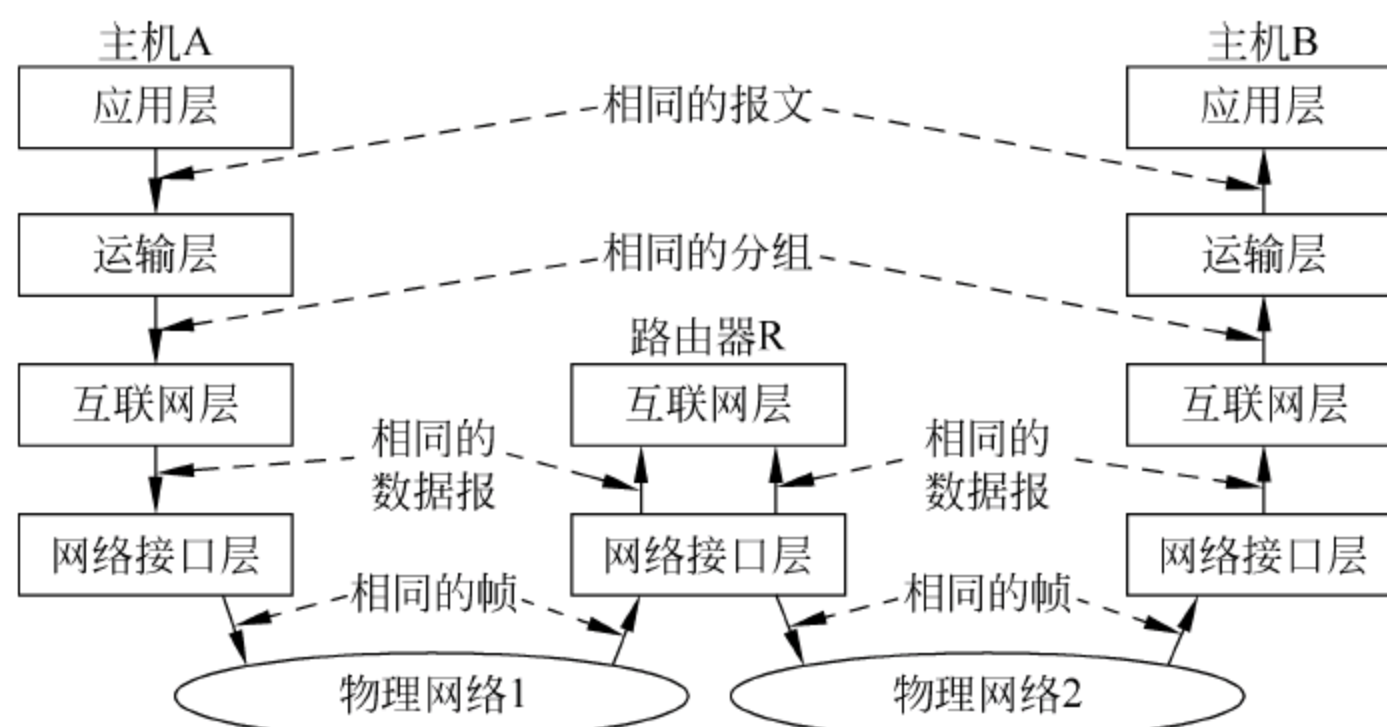 主机A
主机B
应用层
相同的报文
应用层
运输层
相同的分组
运输层
路由器R
互联网层
互联网层
互联网层
相同的
数据报
相同的
数据报
网络接口层
网络接口层
网络接口层
相同的帧
相同的帧
物理网络1
物理网络2